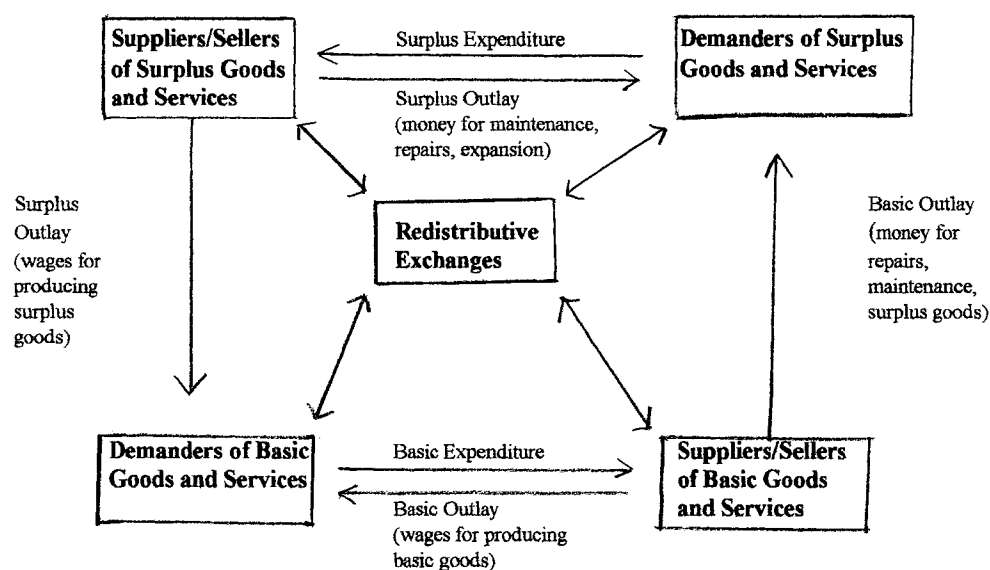 Suppliers/Sellers
of Surplus Goods
and Services
Surplus Expenditure
Surplus Outlay
(money for maintenance,
repairs, expansion)
Demanders of Surplus
Goods and Services
Surplus
Outlay
(wages for
producing
surplus
goods)
Redistributive
Exchanges
Basic Outlay
(money for
repairs,
maintenance,
surplus goods)
Demanders of Basic
Goods and Services
Basic Expenditure
Basic Outlay
(wages for producing
basic goods)
Suppliers/Sellers
of Basic Goods
and Services